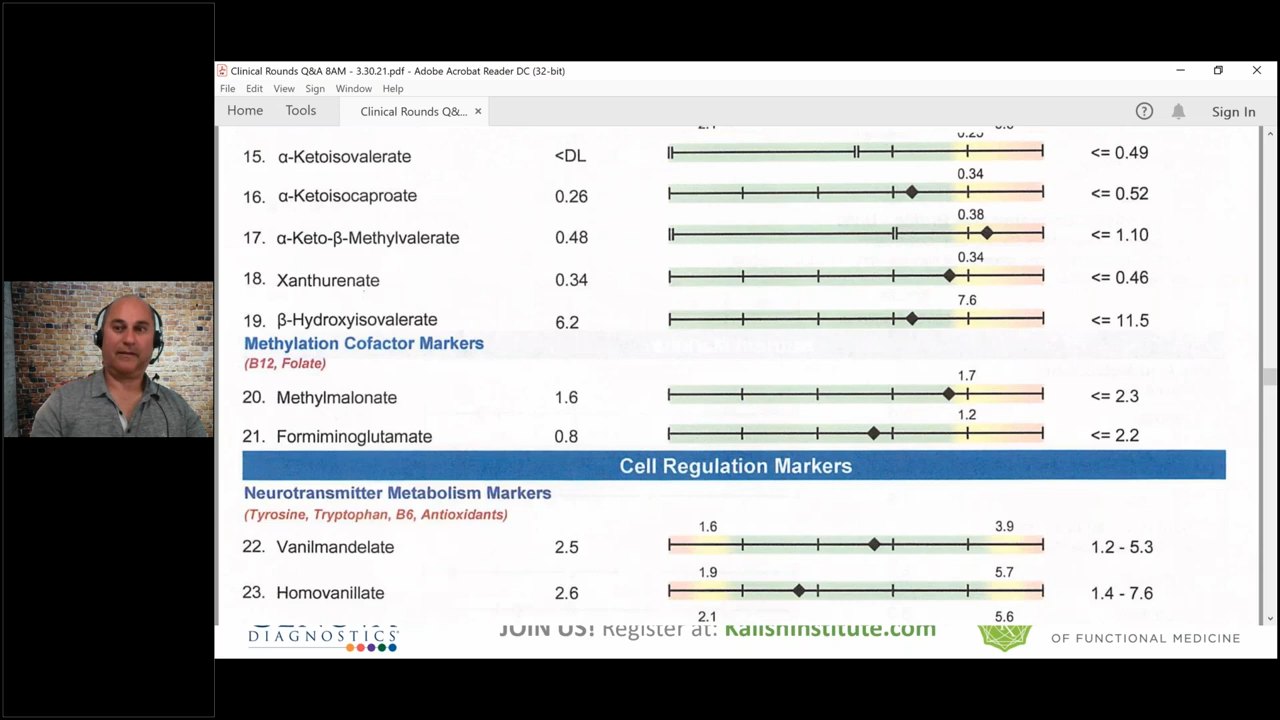 Clinical Rounds Q&A 8AM - 3.30.21.pdf - Adobe Acrobat Reader DC (32-bit)
File Edit View Sign Window Help
Home Tools Clinical Rounds Q&... × Sign In
15. α-Ketoisovalerate <DL 0.25 <= 0.49
16. α-Ketoisocaproate 0.26 0.34 <= 0.52
17. α-Keto-β-Methylvalerate 0.48 0.38 <= 1.10
18. Xanthurenate 0.34 0.34 <= 0.46
19. β-Hydroxyisovalerate 6.2 7.6 <= 11.5
Methylation Cofactor Markers
(B12, Folate)
20. Methylmalonate 1.6 1.7 <= 2.3
21. Formiminoglutamate 0.8 1.2 <= 2.2
Cell Regulation Markers
Neurotransmitter Metabolism Markers
(Tyrosine, Tryptophan, B6, Antioxidants)
22. Vanilmandelate 2.5 1.6 3.9 1.2 - 5.3
23. Homovanillate 2.6 1.9 5.7 1.4 - 7.6
2.1 5.6
DIAGNOSTICS JOIN US! Register at: KalishInstitute.com OF FUNCTIONAL MEDICINE